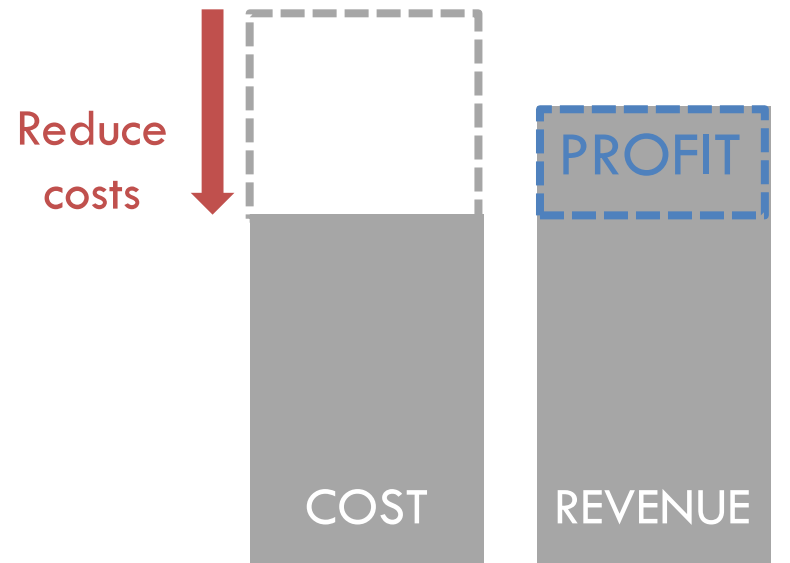 Reduce
costs
PROFIT
COST
REVENUE